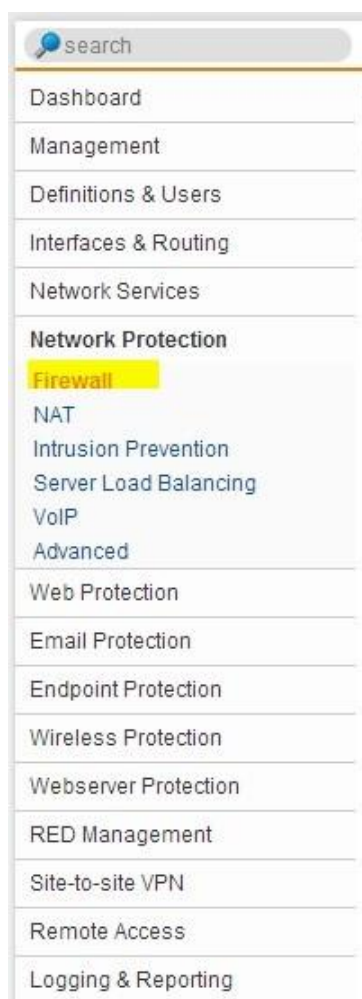 search
Dashboard
Management
Definitions & Users
Interfaces & Routing
Network Services
Network Protection
Firewall
NAT
Intrusion Prevention
Server Load Balancing
VoIP
Advanced
Web Protection
Email Protection
Endpoint Protection
Wireless Protection
Webserver Protection
RED Management
Site-to-site VPN
Remote Access
Logging & Reporting